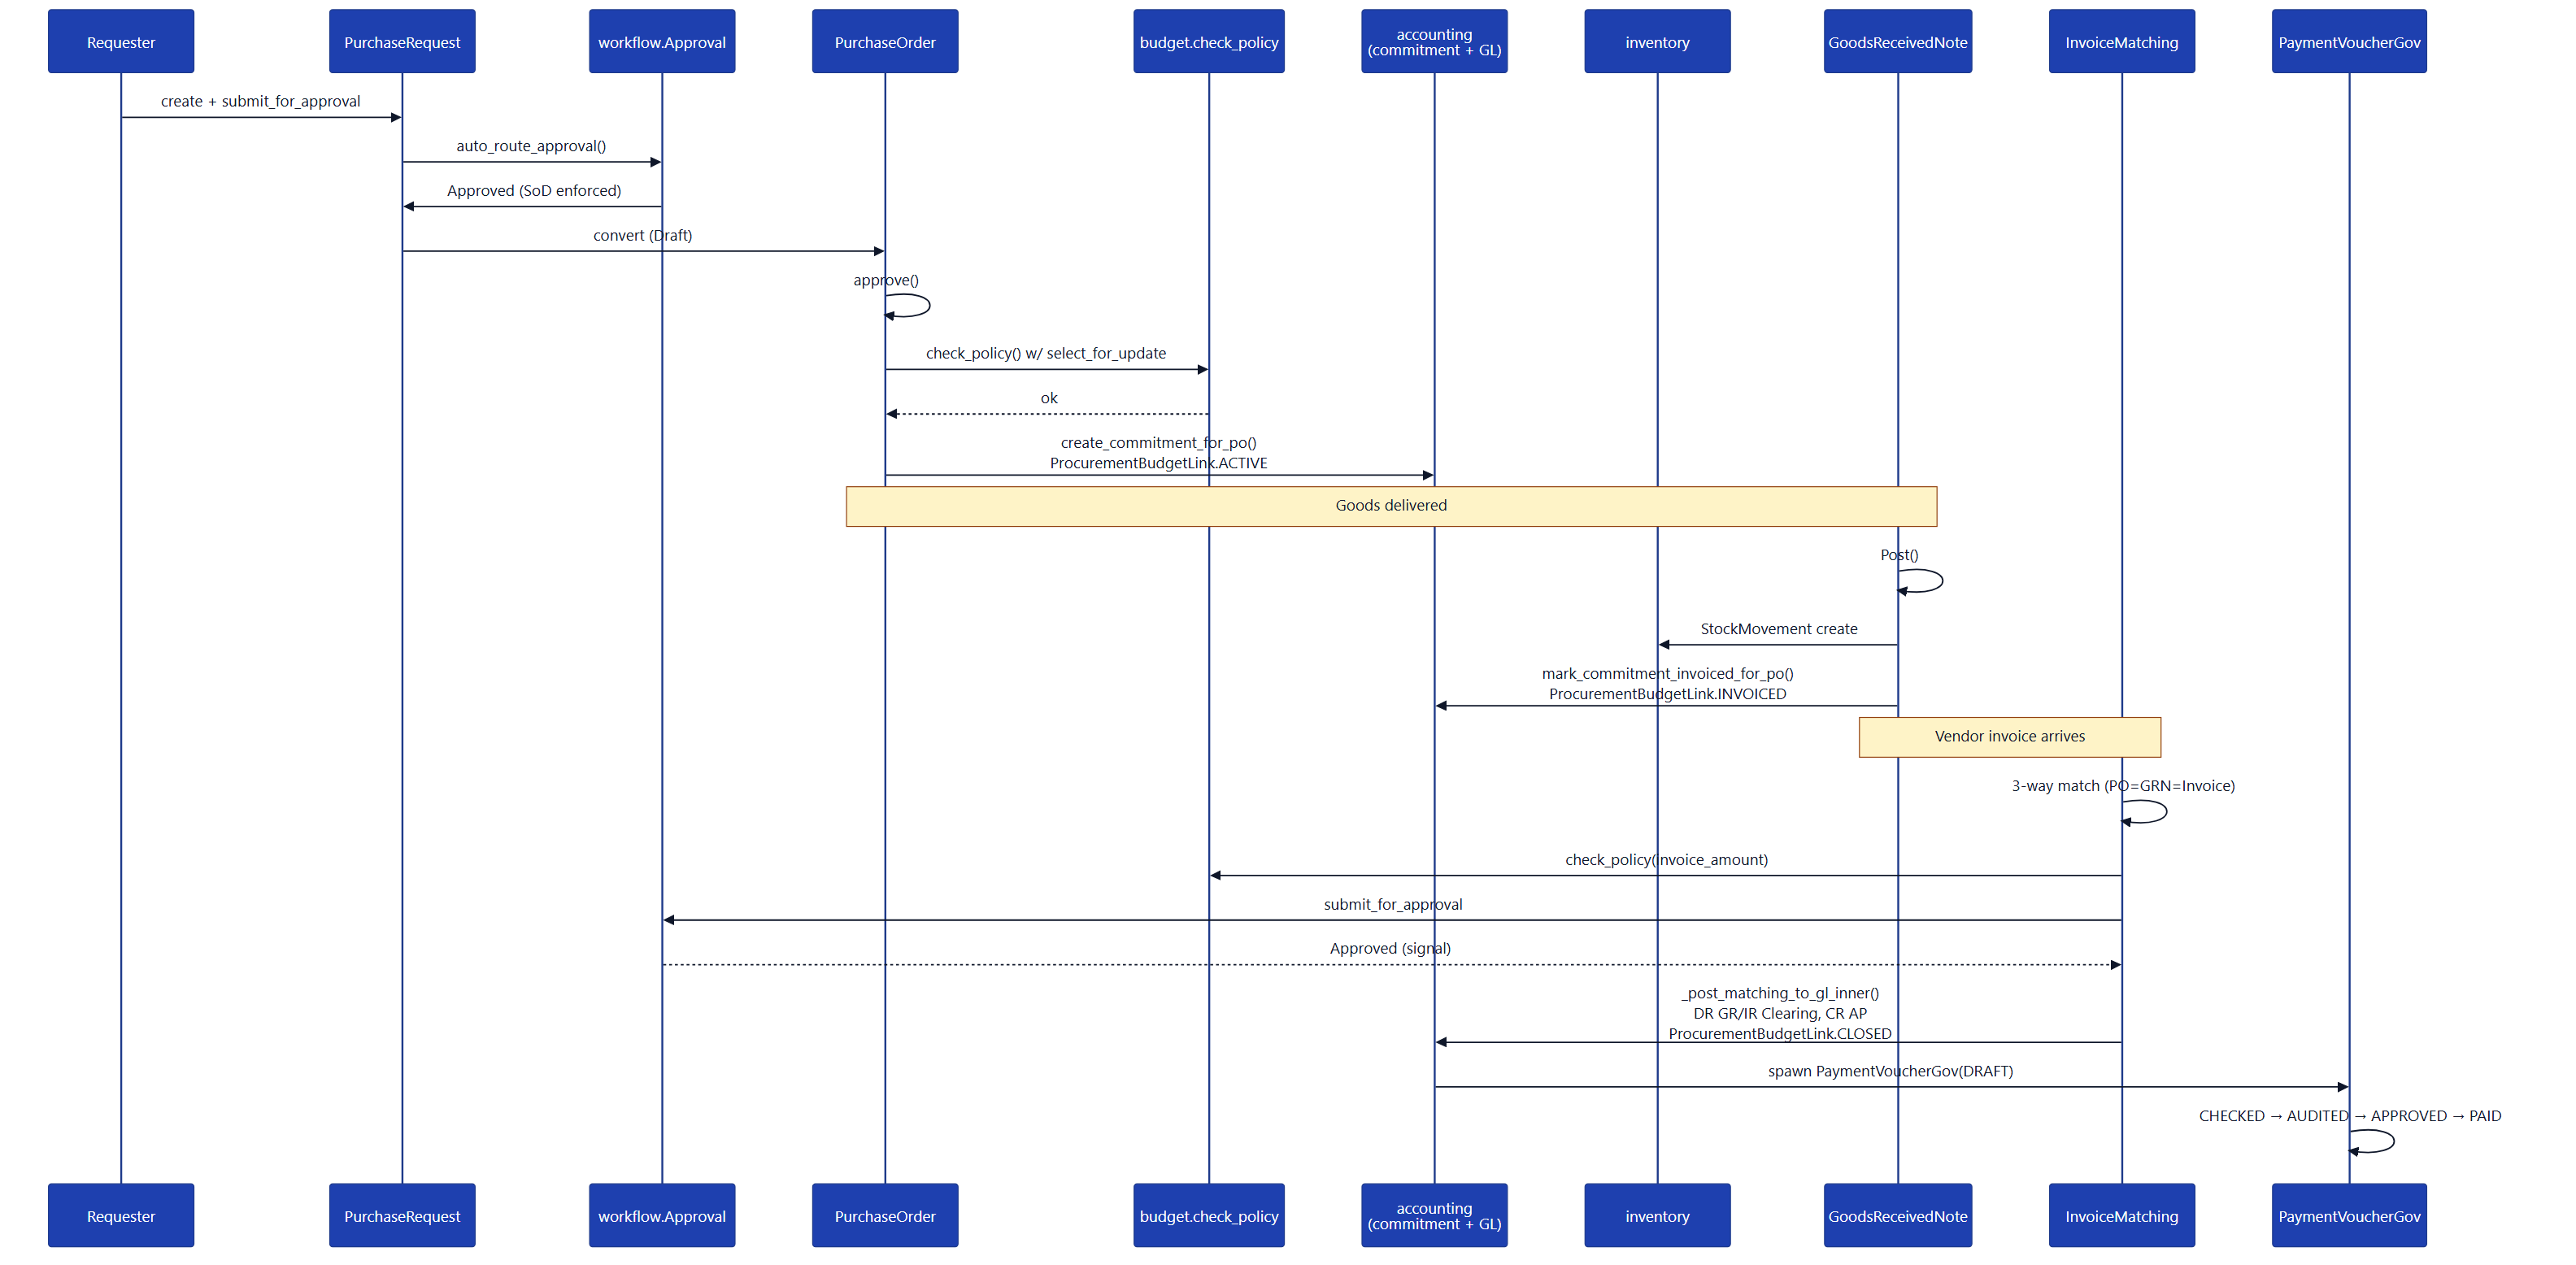 Requester
PurchaseRequest
workflow.Approval
PurchaseOrder
budget.check_policy
accounting
(commitment + GL)
inventory
GoodsReceivedNote
InvoiceMatching
PaymentVoucherGov
create + submit_for_approval
auto_route_approval()
Approved (SoD enforced)
convert (Draft)
approve()
check_policy() w/ select_for_update
ok
create_commitment_for_po()
ProcurementBudgetLink.ACTIVE
Goods delivered
Post()
StockMovement create
mark_commitment_invoiced_for_po()
ProcurementBudgetLink.INVOICED
Vendor invoice arrives
3-way match (PO=GRN=Invoice)
check_policy(invoice_amount)
submit_for_approval
Approved (signal)
_post_matching_to_gl_inner()
DR GR/IR Clearing, CR AP
ProcurementBudgetLink.CLOSED
spawn PaymentVoucherGov(DRAFT)
CHECKED → AUDITED → APPROVED → PAID
Requester
PurchaseRequest
workflow.Approval
PurchaseOrder
budget.check_policy
accounting
(commitment + GL)
inventory
GoodsReceivedNote
InvoiceMatching
PaymentVoucherGov